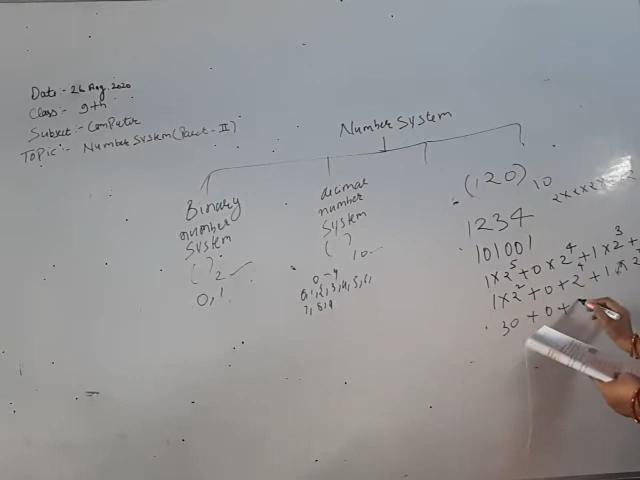 Date:- 26 Aug. 2020
Class:- 9th
Subject:- Computer
Topic:- Number System (Part-II)
Number System
Binary
number
System
( )2
0, 1
decimal
number
System
( )10
0-9
0,1,2,3,4,5,6,
7,8,9
(120)10
1234
101001
1×2^5+0×2^4+1×2^3+
1×2^2+0+2^4+1×2
30+0+